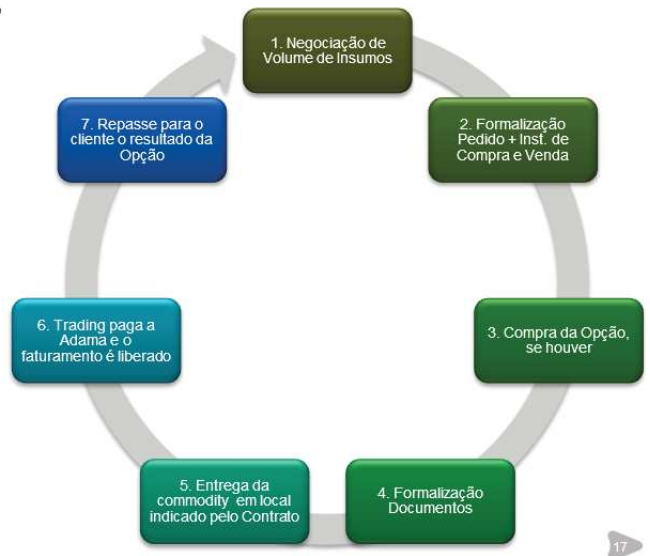 1. Negociação de
Volume de Insumos
2. Formalização
Pedido + Inst. de
Compra e Venda
3. Compra da Opção,
se houver
4. Formalização
Documentos
5. Entrega da
commodity em local
indicado pelo Contrato
6. Trading paga a
Adama e o
faturamento é liberado
7. Repasse para o
cliente o resultado da
Opção
17